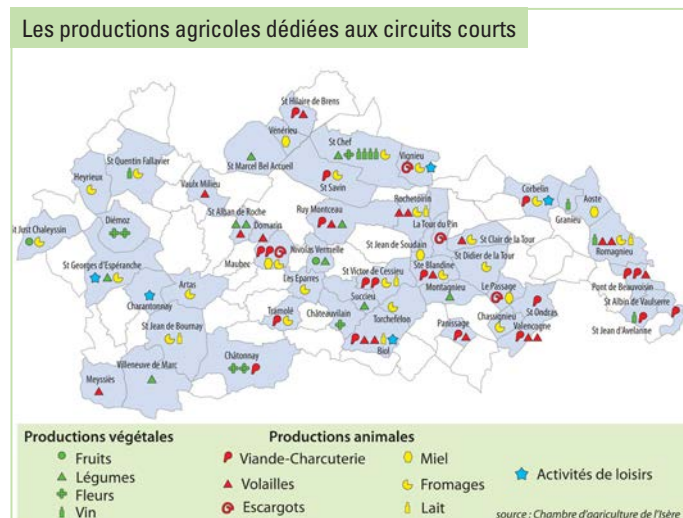 Les productions agricoles dédiées aux circuits courts
St Hilaire de Brens
Vénérieu
St Chef
St Marcel Bel Accueil
Vignieu
St Quentin Fallavier
Heyrieux
St Savin
Vaulx Milieu
Corbelin
Aoste
Rochetoirin
Granieu
St Alban de Roche
Ruy Montceau
La Tour du Pin
Diémoz
Domarin
St Just Chaleyssin
Nivolas Vermelle
St Jean de Soudain
St Clair de la Tour
Romagnieu
St Georges d'Espéranche
Maubec
St Victor de Cessieu
Ste Blandine
St Didier de la Tour
Artas
Les Eparres
Montagnieu
Le Passage
Pont de Beauvoisin
Charantonnay
Succieu
St Ondras
St Albin de Vaulserre
St Jean de Bournay
Tramolé
Châteauvilain
Torchefelon
Chassignieu
Panissage
Valencogne
St Jean d'Avelanne
Villeneuve de Marc
Châtonnay
Biol
Meyssiès
Productions végétales
Fruits
Légumes
Fleurs
Vin
Productions animales
Viande-Charcuterie
Volailles
Escargots
Miel
Fromages
Lait
Activités de loisirs
source : Chambre d'agriculture de l'Isère